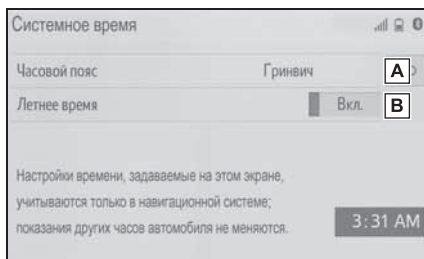 Системное время
Часовой пояс Гринвич A
Летнее время Вкл. B
Настройки времени, задаваемые на этом экране,
учитываются только в навигационной системе;
показания других часов автомобиля не меняются.
3:31 AM